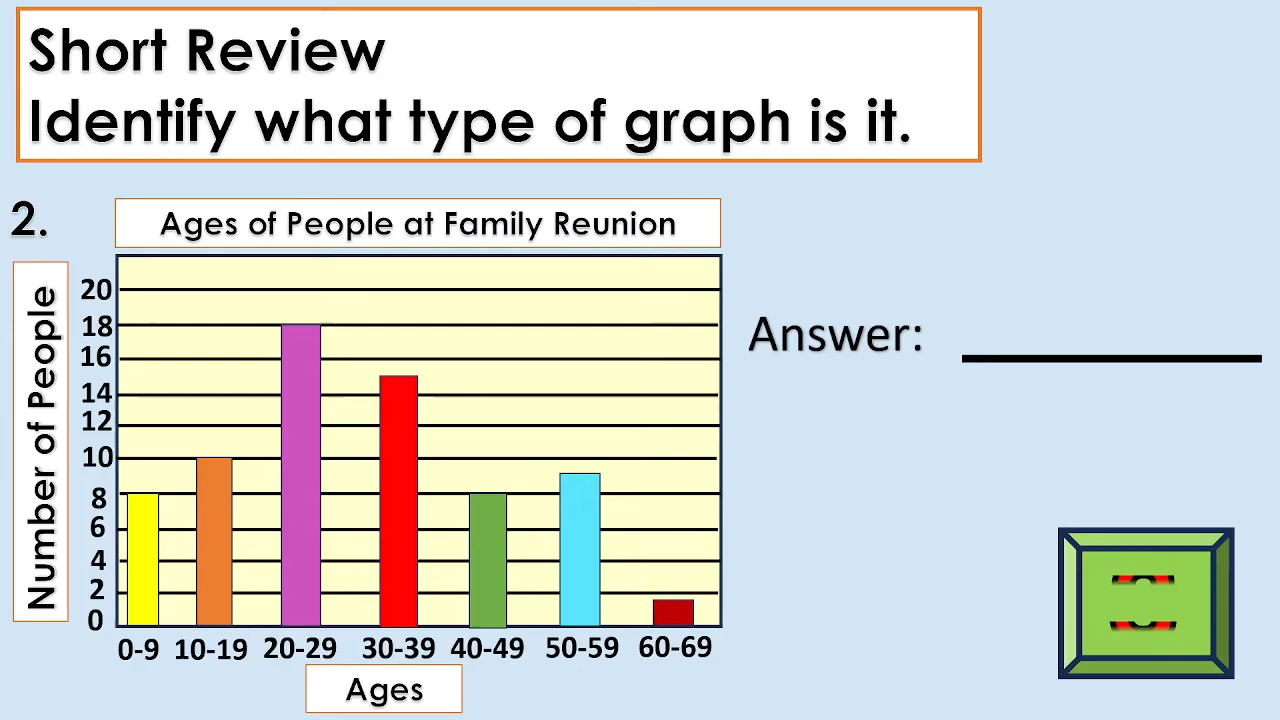 Short Review
Identify what type of graph is it.
2.
Ages of People at Family Reunion
Number of People
20
18
16
14
12
10
8
6
4
2
0
0-9 10-19 20-29 30-39 40-49 50-59 60-69
Ages
Answer: